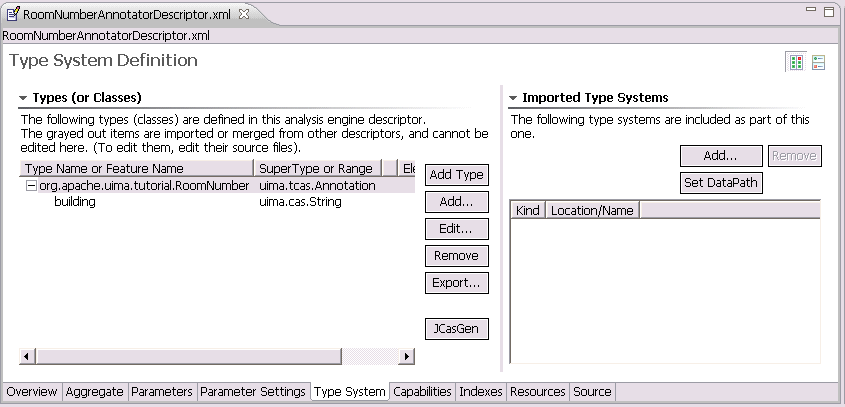 RoomNumberAnnotatorDescriptor.xml
RoomNumberAnnotatorDescriptor.xml
Type System Definition
Types (or Classes)
The following types (classes) are defined in this analysis engine descriptor.
The grayed out items are imported or merged from other descriptors, and cannot be
edited here. (To edit them, edit their source files).
Type Name or Feature Name SuperType or Range Ele
org.apache.uima.tutorial.RoomNumber uima.tcas.Annotation
building uima.cas.String
Add Type
Add...
Edit...
Remove
Export...
JCasGen
Imported Type Systems
The following type systems are included as part of this
one.
Add... Remove
Set DataPath
Kind Location/Name
Overview Aggregate Parameters Parameter Settings Type System Capabilities Indexes Resources Source